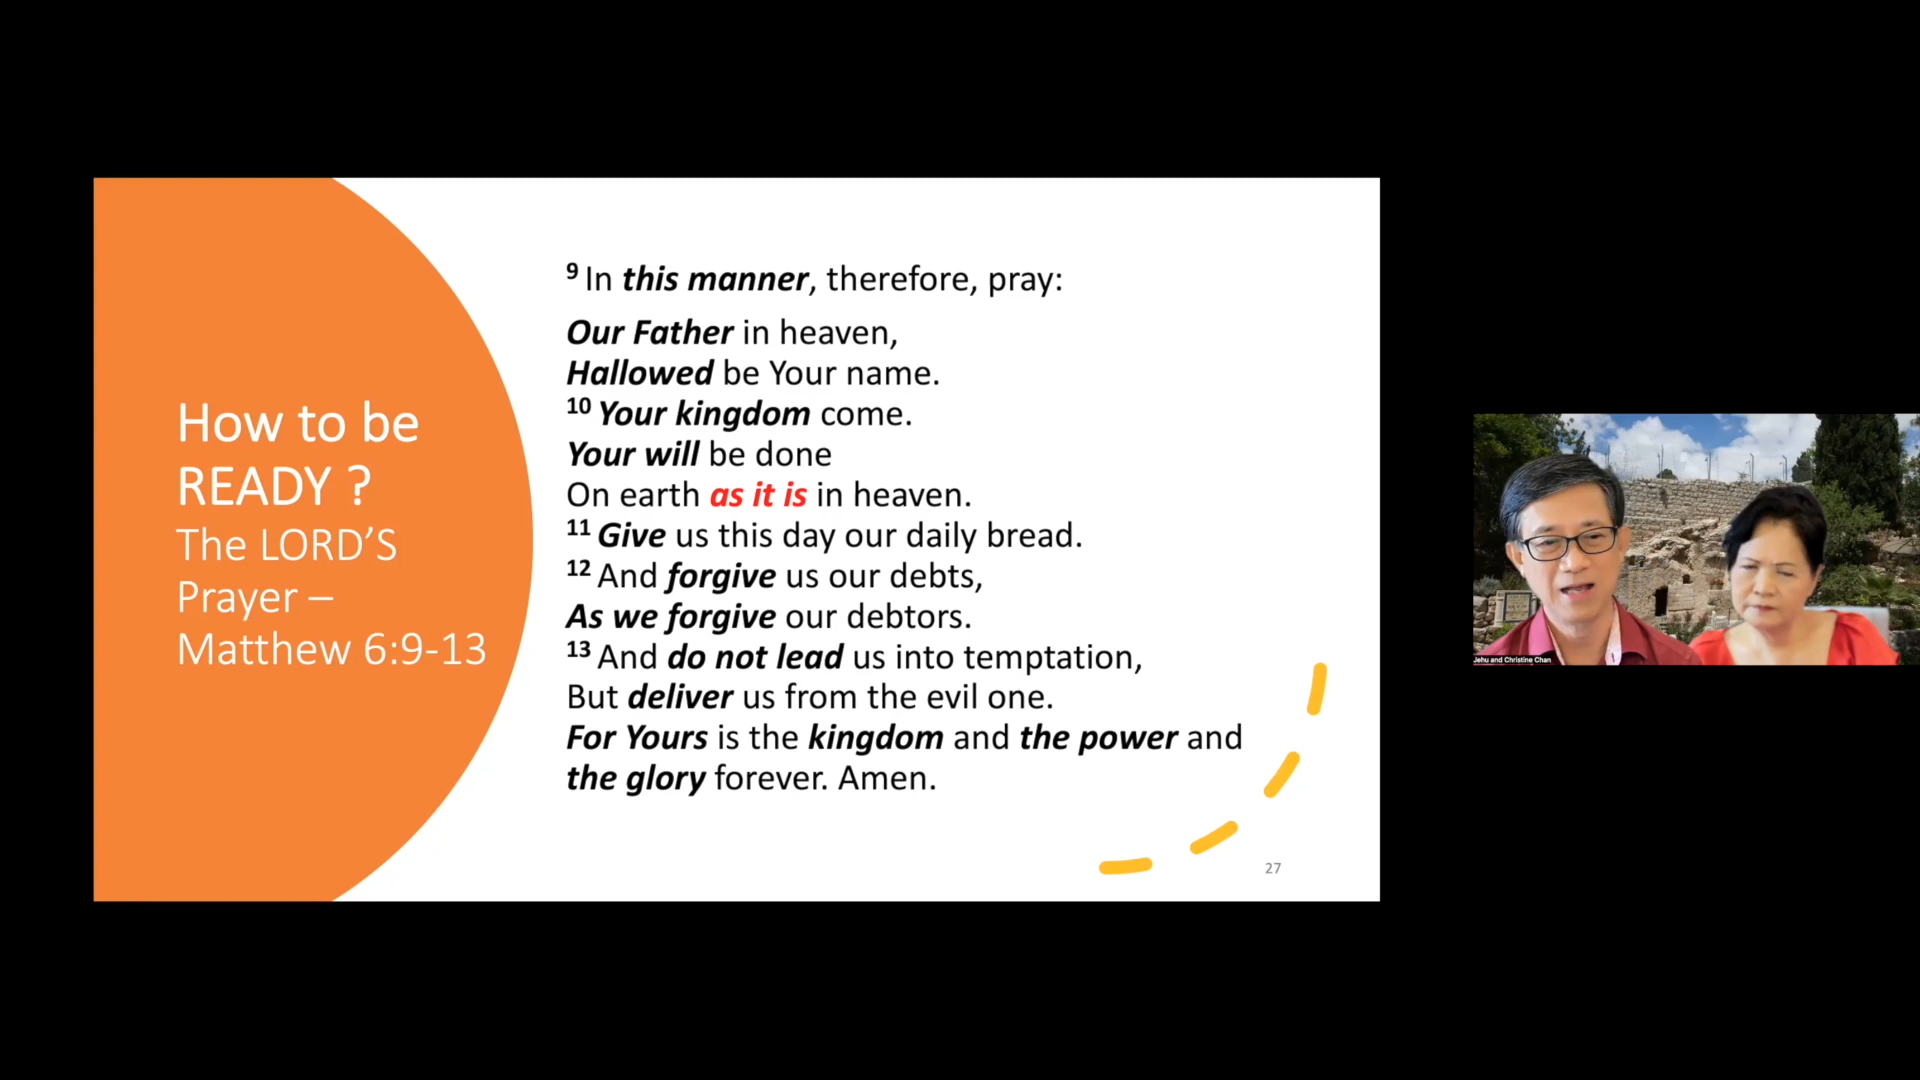 How to be
READY ?
The LORD’S
Prayer –
Matthew 6:9-13
9 In this manner, therefore, pray:
Our Father in heaven,
Hallowed be Your name.
10 Your kingdom come.
Your will be done
On earth as it is in heaven.
11 Give us this day our daily bread.
12 And forgive us our debts,
As we forgive our debtors.
13 And do not lead us into temptation,
But deliver us from the evil one.
For Yours is the kingdom and the power and
the glory forever. Amen.
27
Jehu and Christine Chan